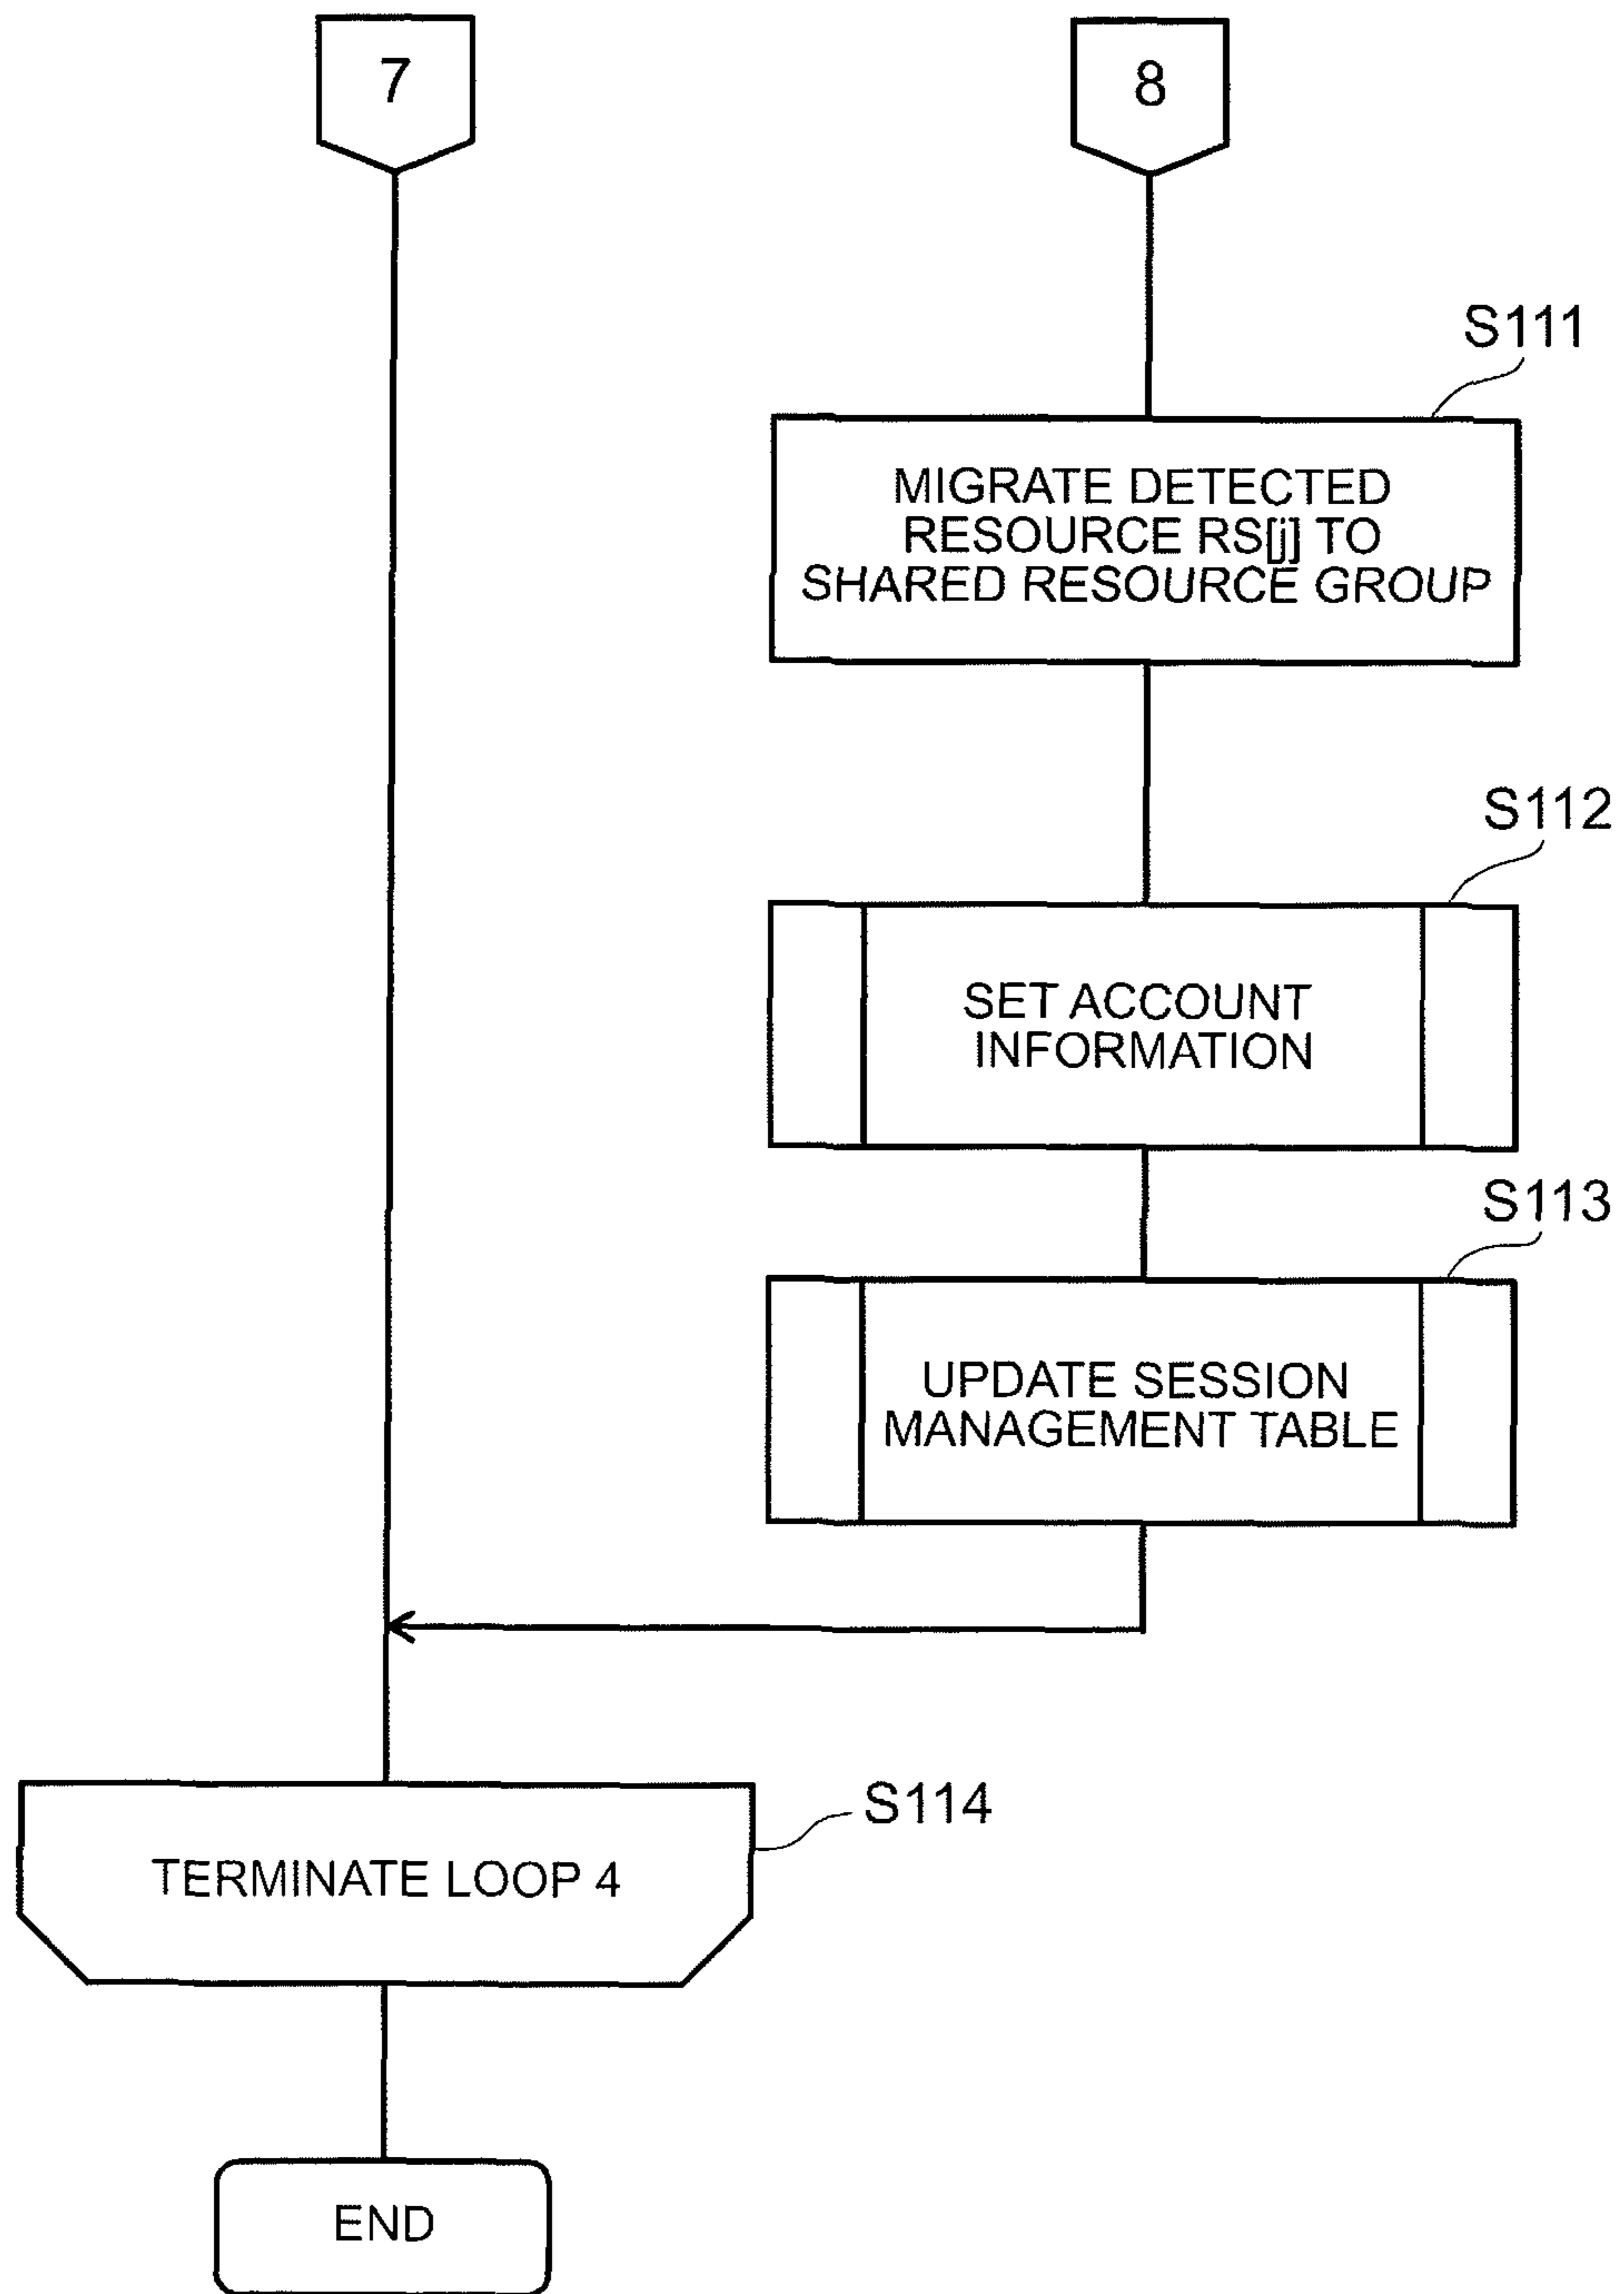 7
8
S111
MIGRATE DETECTED
RESOURCE RS[j] TO
SHARED RESOURCE GROUP
S112
SET ACCOUNT
INFORMATION
S113
UPDATE SESSION
MANAGEMENT TABLE
S114
TERMINATE LOOP 4
END